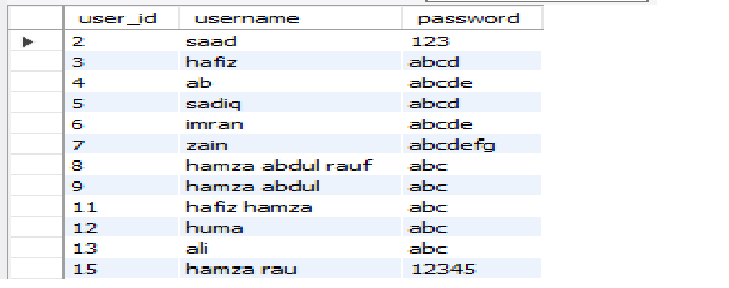 user_id username password
2 saad 123
3 hafiz abcd
4 ab abcde
5 sadiq abcd
6 imran abcde
7 zain abcdefg
8 hamza abdul rauf abc
9 hamza abdul abc
11 hafiz hamza abc
12 huma abc
13 ali abc
15 hamza rau 12345